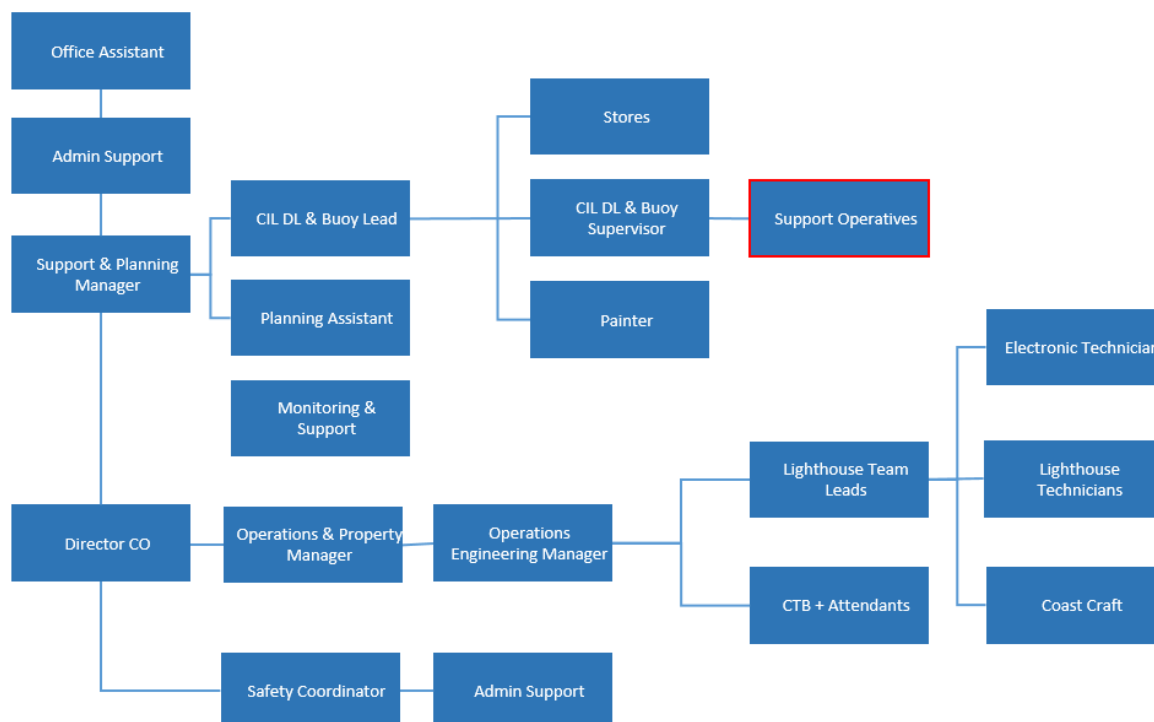 Office Assistant
Admin Support
Support & Planning
Manager
CIL DL & Buoy Lead
Planning Assistant
Monitoring &
Support
Stores
CIL DL & Buoy
Supervisor
Painter
Support Operatives
Director CO
Operations & Property
Manager
Operations
Engineering Manager
Lighthouse Team
Leads
CTB + Attendants
Electronic Technician
Lighthouse
Technicians
Coast Craft
Safety Coordinator
Admin Support